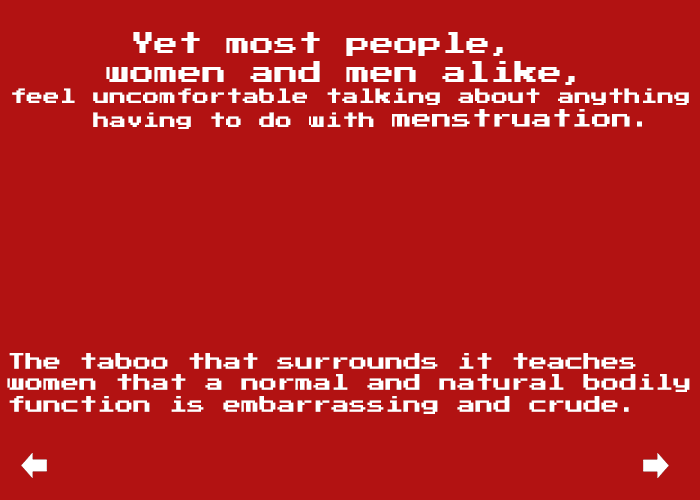 Yet most people,
women and men alike,
feel uncomfortable talking about anything
having to do with menstruation.
The taboo that surrounds it teaches
women that a normal and natural bodily
function is embarrassing and crude.